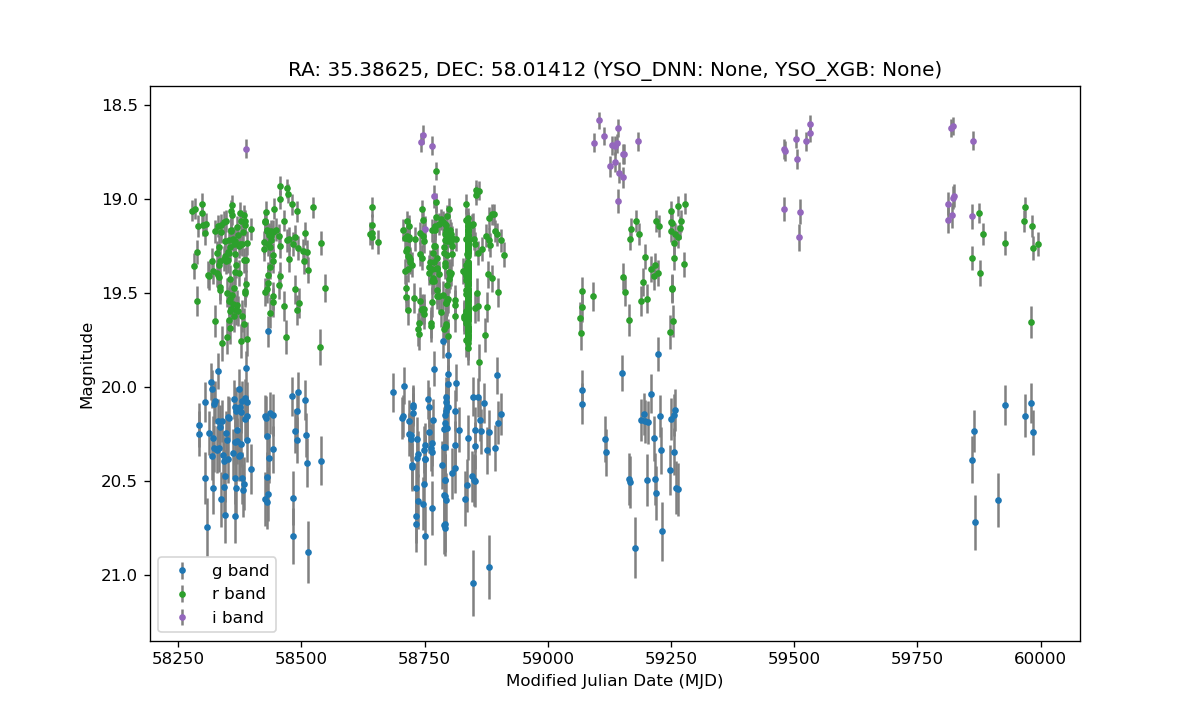 RA: 35.38625, DEC: 58.01412 (YSO_DNN: None, YSO_XGB: None)
18.5
19.0
19.5
20.0
20.5
21.0
Magnitude
g band
r band
i band
58250 58500 58750 59000 59250 59500 59750 60000
Modified Julian Date (MJD)